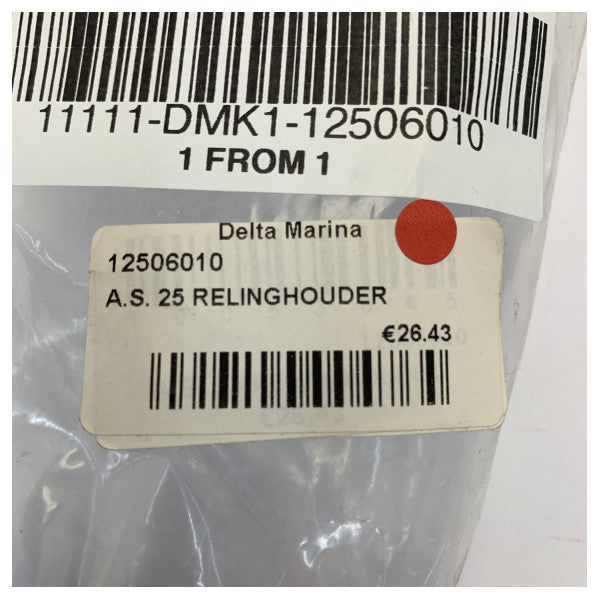 11111-DMK1-12506010
1 FROM 1
Delta Marina
12506010
A.S. 25 RELINGHOUDER
€26.43